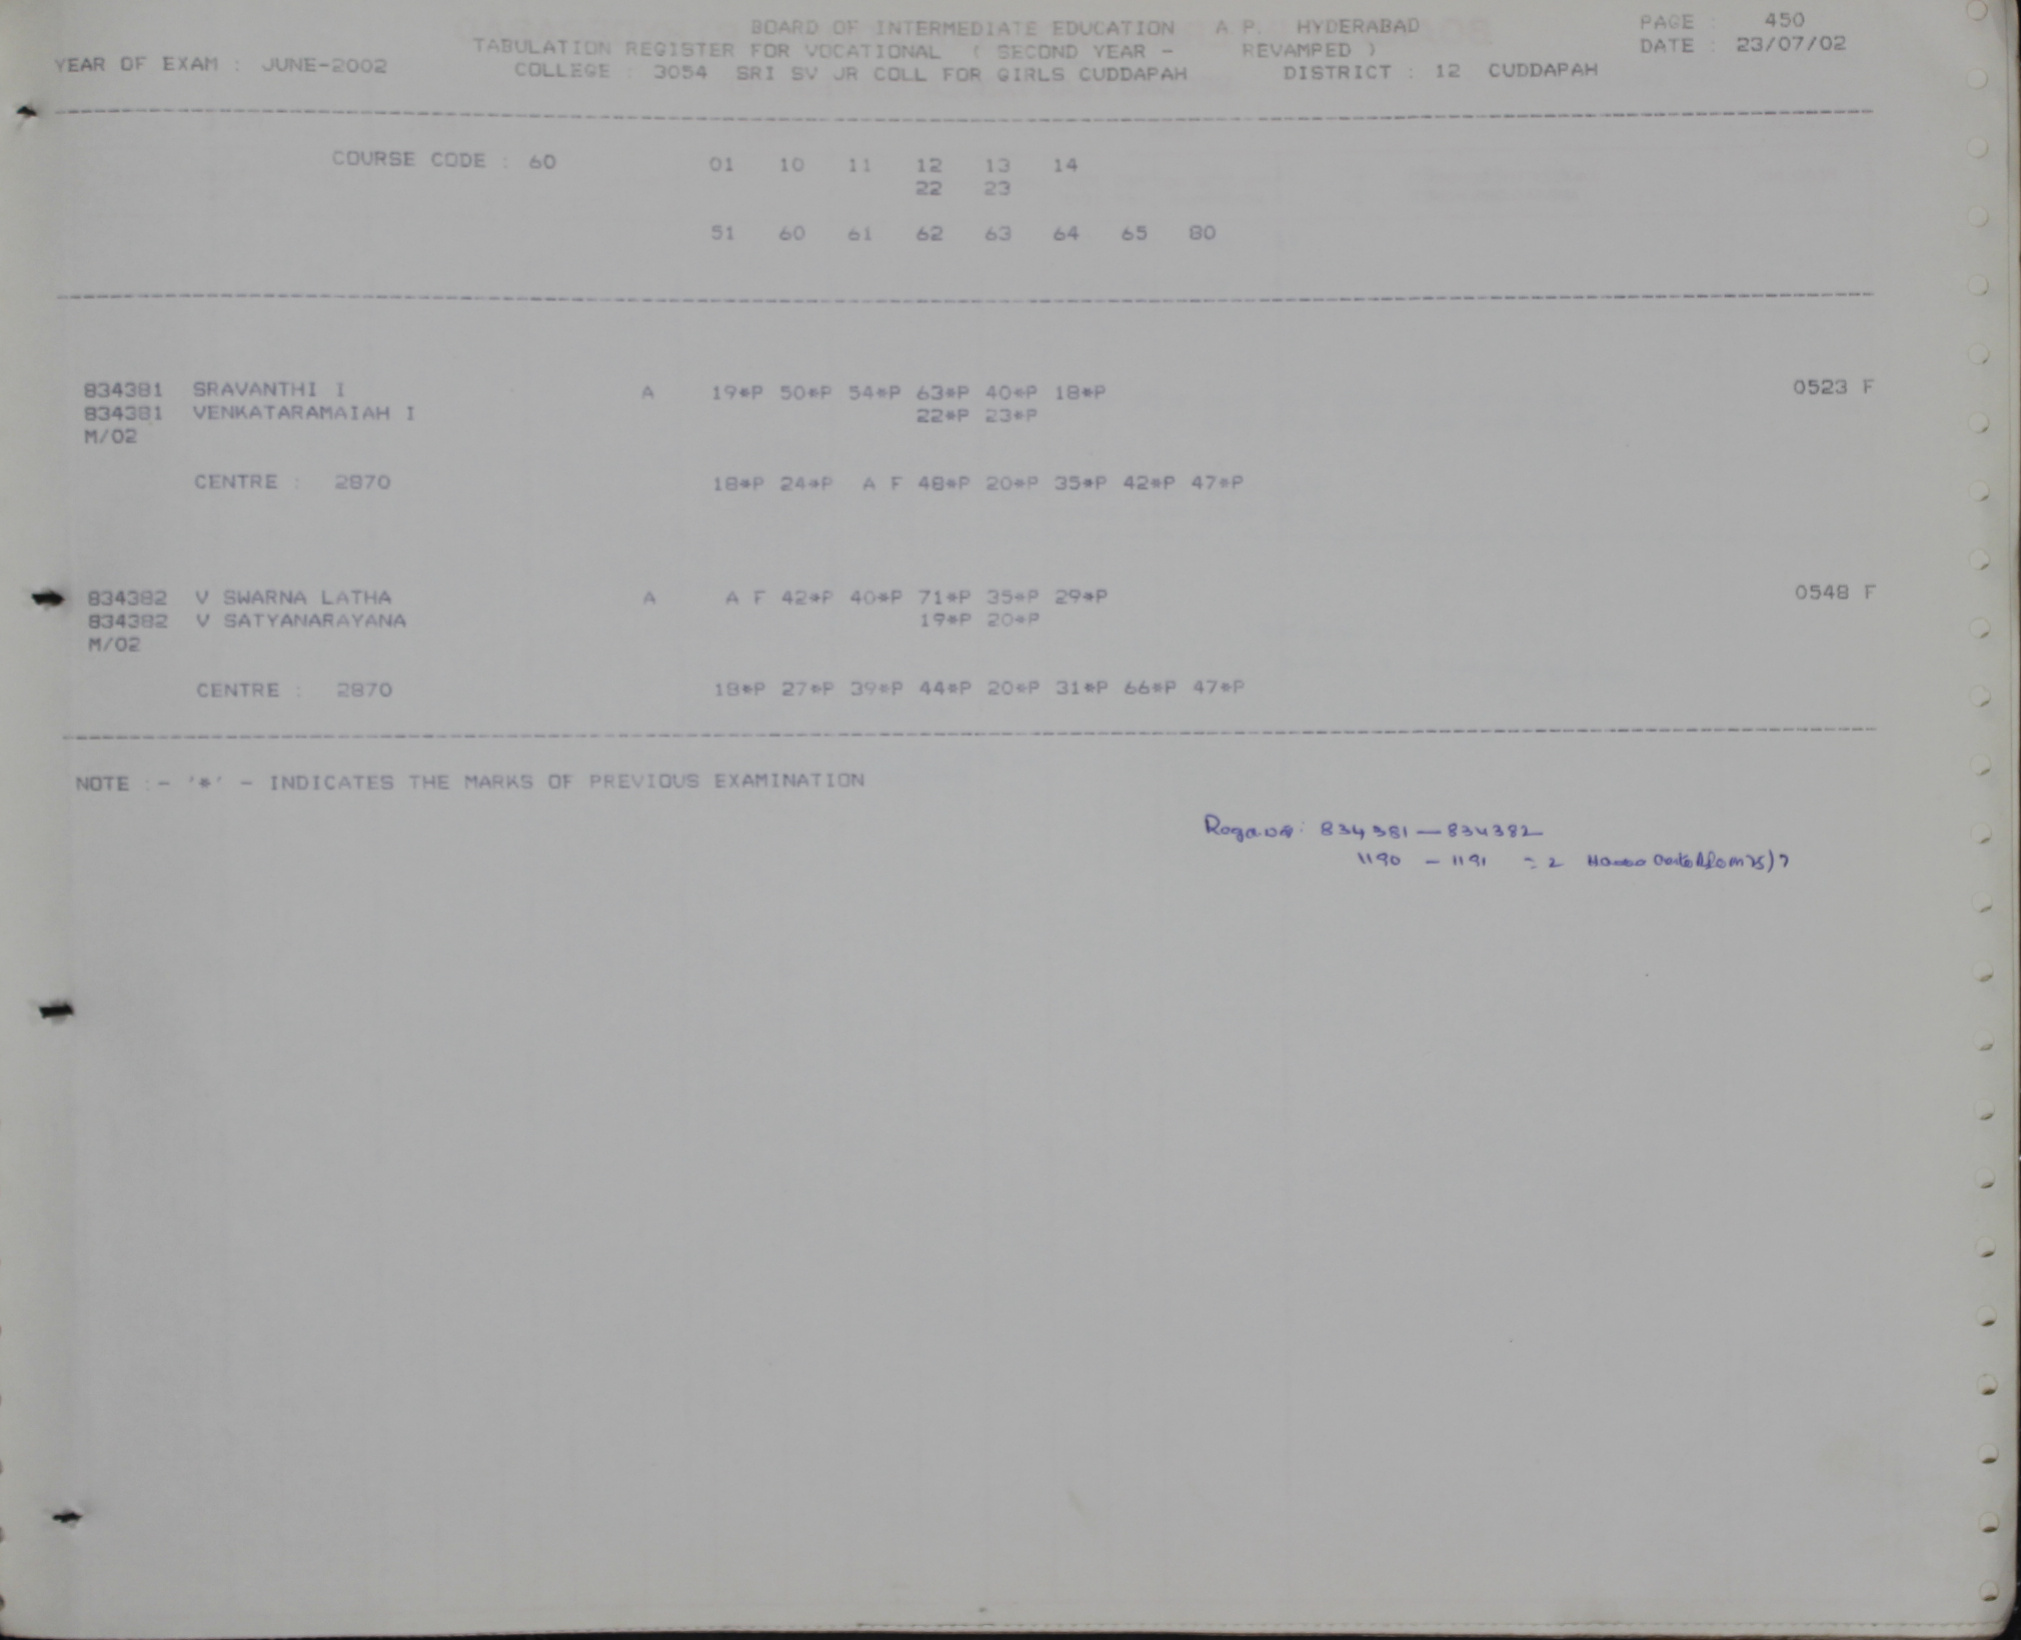 BOARD OF INTERMEDIATE EDUCATION A P. HYDERABAD PAGE : 450
TABULATION REGISTER FOR VOCATIONAL ( SECOND YEAR - REVAMPED ) DATE : 23/07/02
YEAR OF EXAM : JUNE-2002 COLLEGE : 3054 SRI SV JR COLL FOR GIRLS CUDDAPAH DISTRICT : 12 CUDDAPAH
COURSE CODE : 60 01 10 11 12 13 14
22 23
51 60 61 62 63 64 65 80
834381 SRAVANTHI I A 19*P 50*P 54*P 63*P 40*P 18*P 0523 F
834381 VENKATARAMAIAH I 22*P 23*P
M/02
CENTRE : 2870 18*P 24*P A F 48*P 20*P 35*P 42*P 47*P
834382 V SWARNA LATHA A A F 42*P 40*P 71*P 35*P 29*P 0548 F
834382 V SATYANARAYANA 19*P 20*P
M/02
CENTRE : 2870 18*P 27*P 39*P 44*P 20*P 31*P 66*P 47*P
NOTE :- '*' - INDICATES THE MARKS OF PREVIOUS EXAMINATION
834381 — 834382
1190 - 1191 = 2